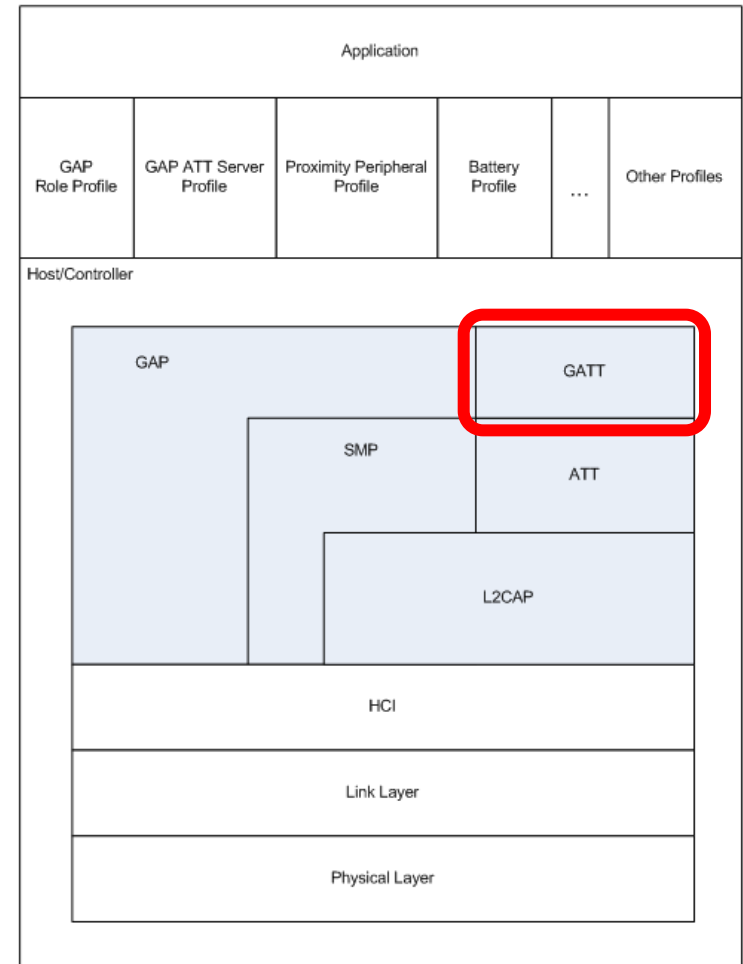 Application
GAP
Role Profile
GAP ATT Server
Profile
Proximity Peripheral
Profile
Battery
Profile
...
Other Profiles
Host/Controller
GAP
GATT
SMP
ATT
L2CAP
HCI
Link Layer
Physical Layer